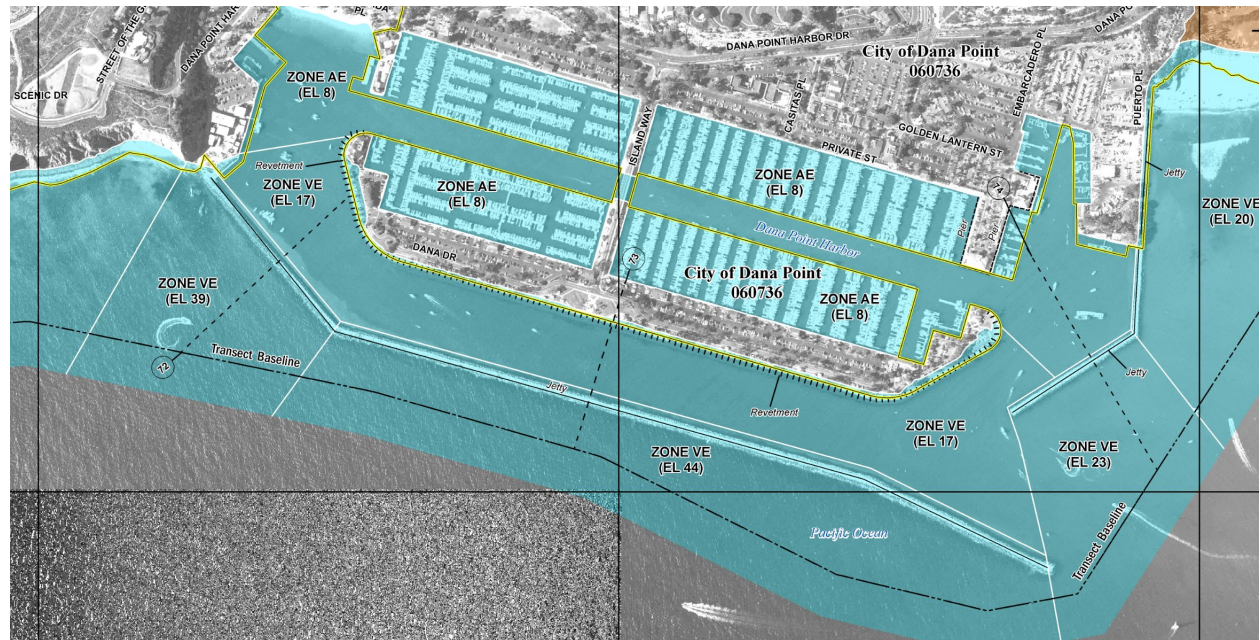 STREET OF THE G
DANA POINT HAR
PL
SCENIC DR
ZONE AE
(EL 8)
DANA POINT HARBOR DR
City of Dana Point
060736
DANA PO
EMBARCADERO PL
PUERTO PL
CASITAS PL
ISLAND WAY
GOLDEN LANTERN ST
PRIVATE ST
Revetment
ZONE VE
(EL 17)
ZONE AE
(EL 8)
ZONE AE
(EL 8)
74
Jetty
ZONE VE
(EL 20)
Pier
Pier
Dana Point Harbor
DANA DR
73
City of Dana Point
060736
ZONE AE
(EL 8)
ZONE VE
(EL 39)
Transect Baseline
72
Jetty
Jetty
Revetment
ZONE VE
(EL 17)
ZONE VE
(EL 44)
ZONE VE
(EL 23)
Transect Baseline
Pacific Ocean